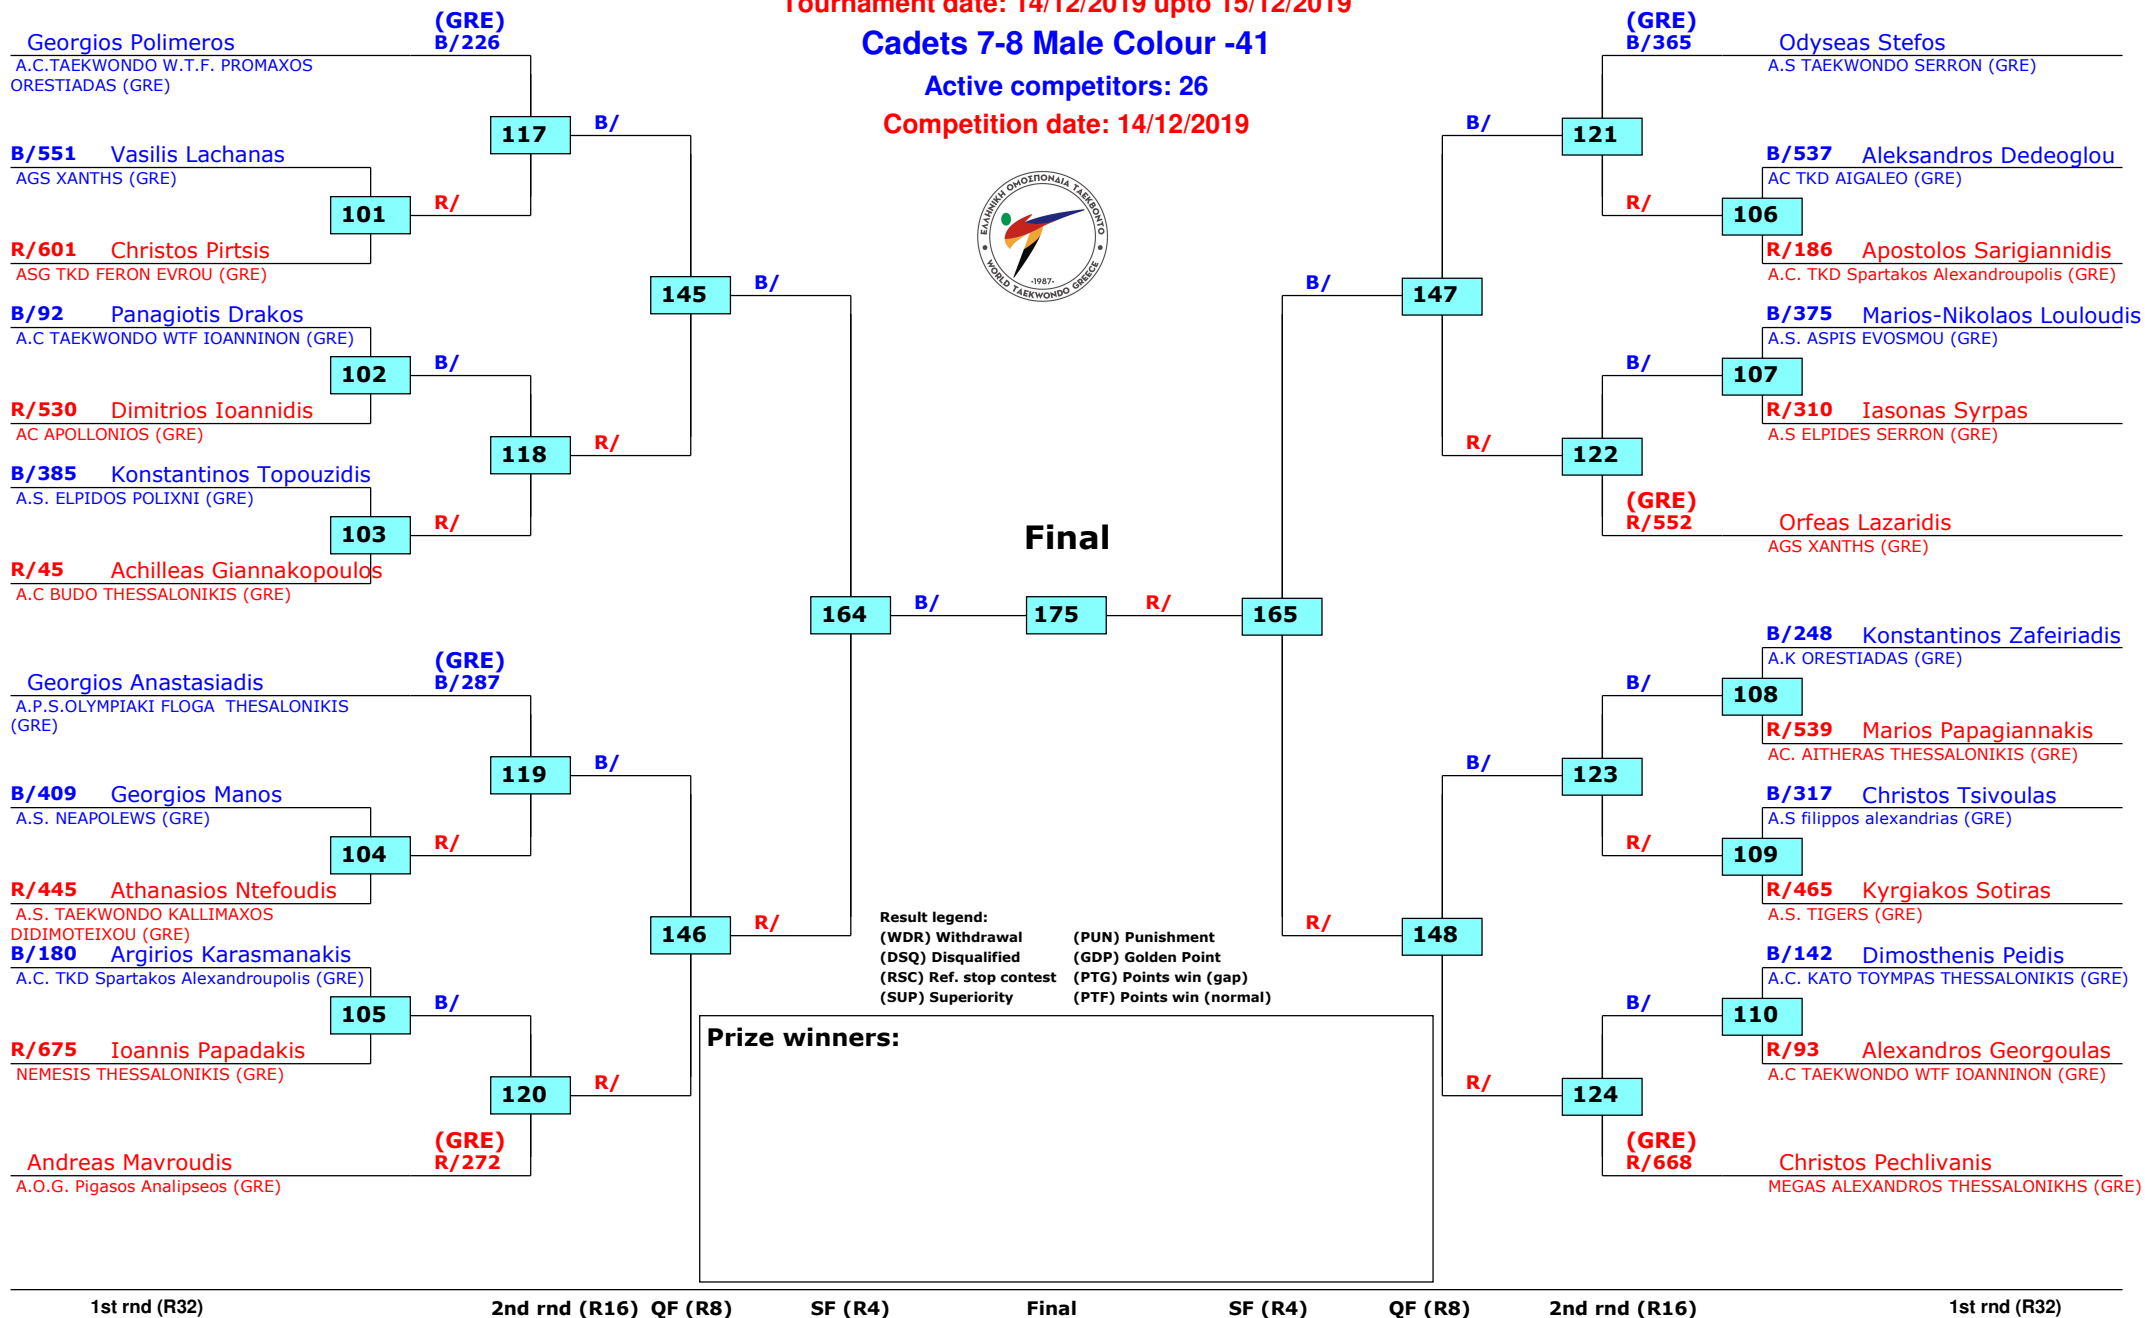 Tournament date: 14/12/2019 upto 15/12/2019
Cadets 7-8 Male Colour -41
Active competitors: 26
Competition date: 14/12/2019
ΕΛΛΗΝΙΚΗ ΟΜΟΣΠΟΝΔΙΑ ΤΑΕΚΒΟΝΤΟ
·1987·
WORLD TAEKWONDO GREECE
(GRE)
Georgios Polimeros B/226
A.C.TAEKWONDO W.T.F. PROMAXOS
ORESTIADAS (GRE)
117 B/
B/551 Vasilis Lachanas
AGS XANTHS (GRE)
101 R/
R/601 Christos Pirtsis
ASG TKD FERON EVROU (GRE)
145 B/
B/92 Panagiotis Drakos
A.C TAEKWONDO WTF IOANNINON (GRE)
102 B/
R/530 Dimitrios Ioannidis
AC APOLLONIOS (GRE)
118 R/
B/385 Konstantinos Topouzidis
A.S. ELPIDOS POLIXNI (GRE)
103 R/
R/45 Achilleas Giannakopoulos
A.C BUDO THESSALONIKIS (GRE)
164 B/
(GRE)
Georgios Anastasiadis B/287
A.P.S.OLYMPIAKI FLOGA THESALONIKIS
(GRE)
119 B/
B/409 Georgios Manos
A.S. NEAPOLEWS (GRE)
104 R/
R/445 Athanasios Ntefoudis
A.S. TAEKWONDO KALLIMAXOS
DIDIMOTEIXOU (GRE)
146 R/
B/180 Argirios Karasmanakis
A.C. TKD Spartakos Alexandroupolis (GRE)
105 B/
R/675 Ioannis Papadakis
NEMESIS THESSALONIKIS (GRE)
120 R/
(GRE)
Andreas Mavroudis R/272
A.O.G. Pigasos Analipseos (GRE)
Final
175
(GRE)
B/365 Odyseas Stefos
A.S TAEKWONDO SERRON (GRE)
B/ 121
B/537 Aleksandros Dedeoglou
AC TKD AIGALEO (GRE)
R/ 106
R/186 Apostolos Sarigiannidis
A.C. TKD Spartakos Alexandroupolis (GRE)
B/ 147
B/375 Marios-Nikolaos Louloudis
A.S. ASPIS EVOSMOU (GRE)
B/ 107
R/310 Iasonas Syrpas
A.S ELPIDES SERRON (GRE)
R/ 122
(GRE)
R/552 Orfeas Lazaridis
AGS XANTHS (GRE)
R/ 165
B/248 Konstantinos Zafeiriadis
A.K ORESTIADAS (GRE)
B/ 108
R/539 Marios Papagiannakis
AC. AITHERAS THESSALONIKIS (GRE)
B/ 123
B/317 Christos Tsivoulas
A.S filippos alexandrias (GRE)
R/ 109
R/465 Kyrgiakos Sotiras
A.S. TIGERS (GRE)
R/ 148
B/142 Dimosthenis Peidis
A.C. KATO TOYMPAS THESSALONIKIS (GRE)
B/ 110
R/93 Alexandros Georgoulas
A.C TAEKWONDO WTF IOANNINON (GRE)
R/ 124
(GRE)
R/668 Christos Pechlivanis
MEGAS ALEXANDROS THESSALONIKHS (GRE)
Result legend:
(WDR) Withdrawal (PUN) Punishment
(DSQ) Disqualified (GDP) Golden Point
(RSC) Ref. stop contest (PTG) Points win (gap)
(SUP) Superiority (PTF) Points win (normal)
Prize winners:
1st rnd (R32) 2nd rnd (R16) QF (R8) SF (R4) Final SF (R4) QF (R8) 2nd rnd (R16) 1st rnd (R32)